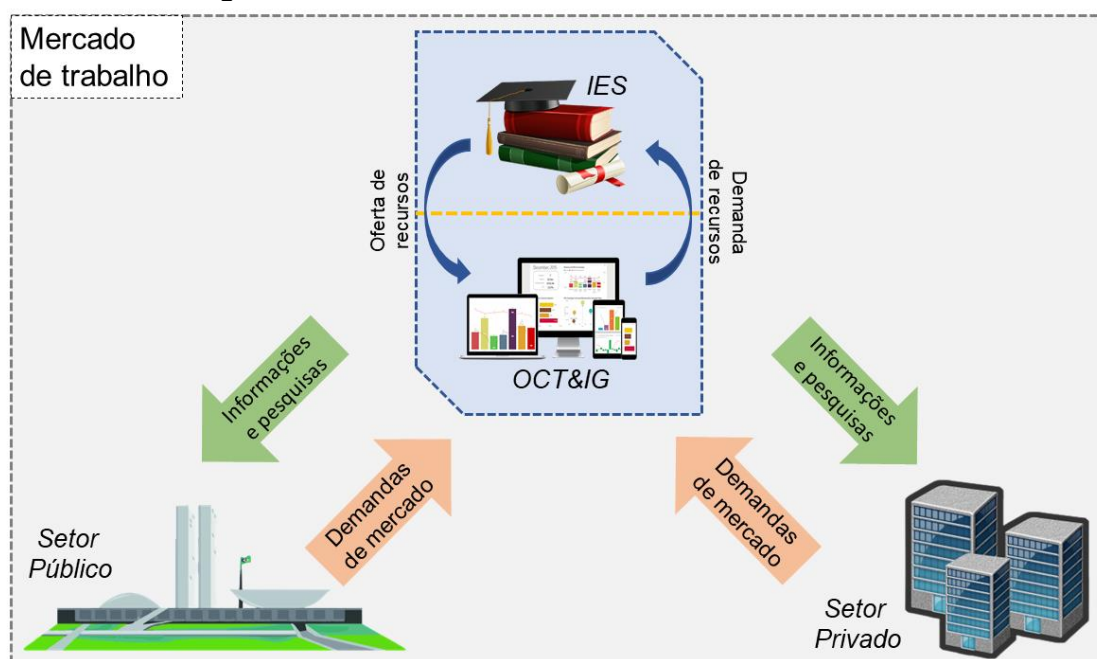 Mercado
de trabalho
IES
Oferta de
recursos
Demanda
de recursos
OCT&IG
Informações
e pesquisas
Informações
e pesquisas
Demandas
de mercado
Demandas
de mercado
Setor
Público
Setor
Privado